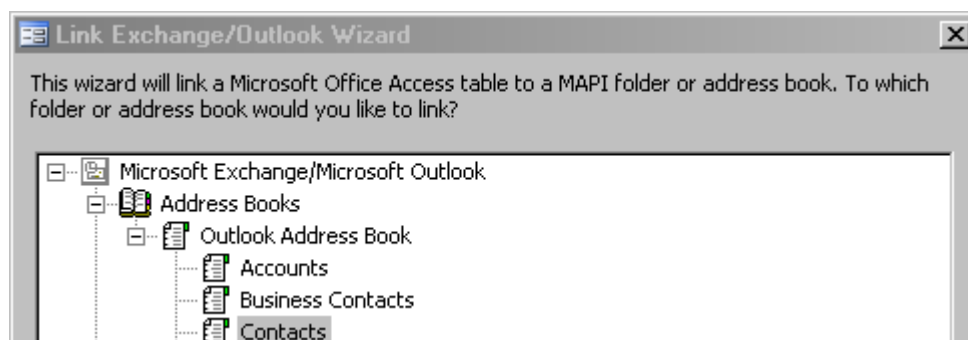 Link Exchange/Outlook Wizard
This wizard will link a Microsoft Office Access table to a MAPI folder or address book. To which
folder or address book would you like to link?
Microsoft Exchange/Microsoft Outlook
Address Books
Outlook Address Book
Accounts
Business Contacts
Contacts